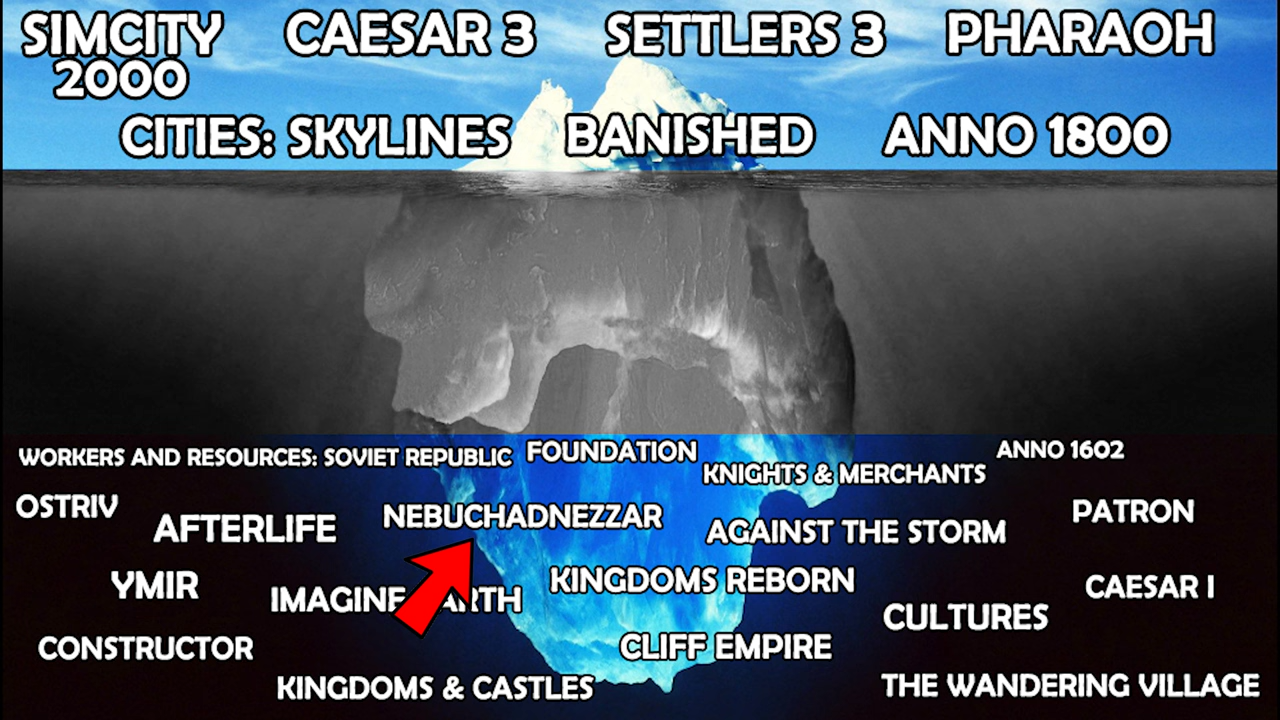 SIMCITY 2000
CAESAR 3
SETTLERS 3
PHARAOH
CITIES: SKYLINES
BANISHED
ANNO 1800
WORKERS AND RESOURCES: SOVIET REPUBLIC
FOUNDATION
KNIGHTS & MERCHANTS
ANNO 1602
OSTRIV
AFTERLIFE
NEBUCHADNEZZAR
AGAINST THE STORM
PATRON
YMIR
IMAGINE EARTH
KINGDOMS REBORN
CAESAR I
CULTURES
CONSTRUCTOR
CLIFF EMPIRE
KINGDOMS & CASTLES
THE WANDERING VILLAGE